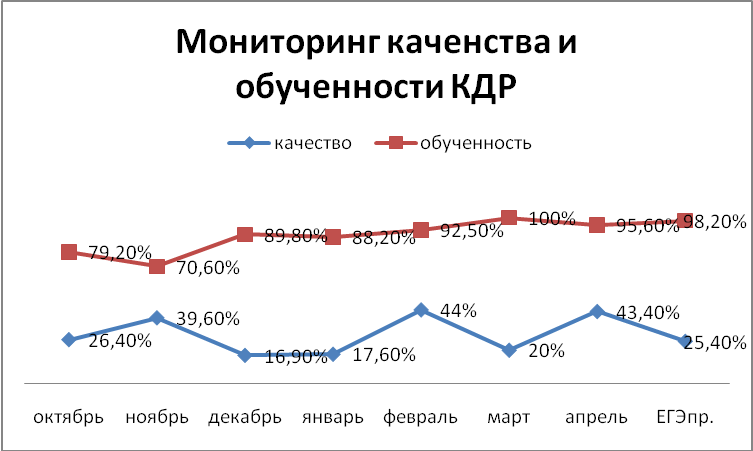 Мониторинг каченства и
обученности КДР
качество обученность
79,20% 70,60% 89,80% 88,20% 92,50% 100% 95,60% 98,20%
26,40% 39,60% 16,90% 17,60% 44% 20% 43,40% 25,40%
октябрь ноябрь декабрь январь февраль март апрель ЕГЭпр.